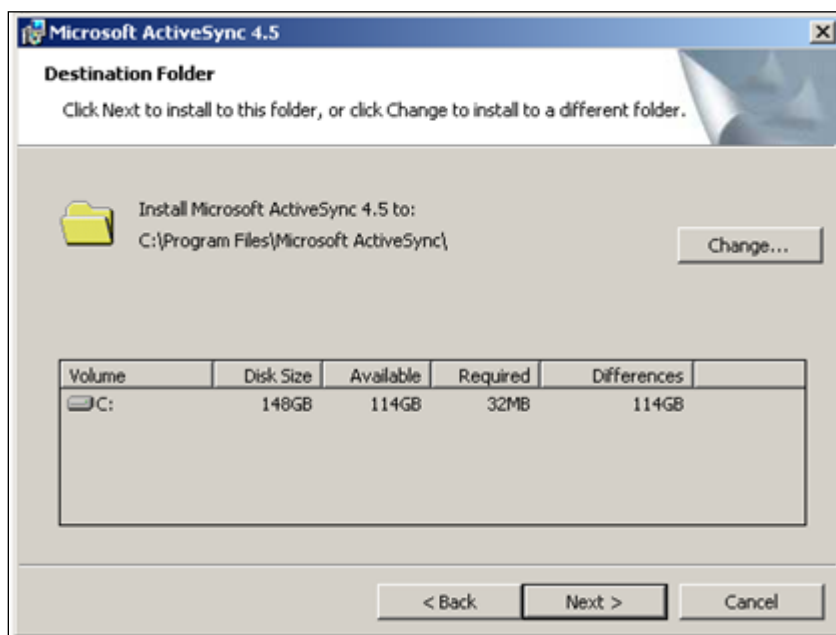 Microsoft ActiveSync 4.5
Destination Folder
Click Next to install to this folder, or click Change to install to a different folder.
Install Microsoft ActiveSync 4.5 to:
C:\Program Files\Microsoft ActiveSync\
Change...
Volume Disk Size Available Required Differences
C: 148GB 114GB 32MB 114GB
< Back Next > Cancel